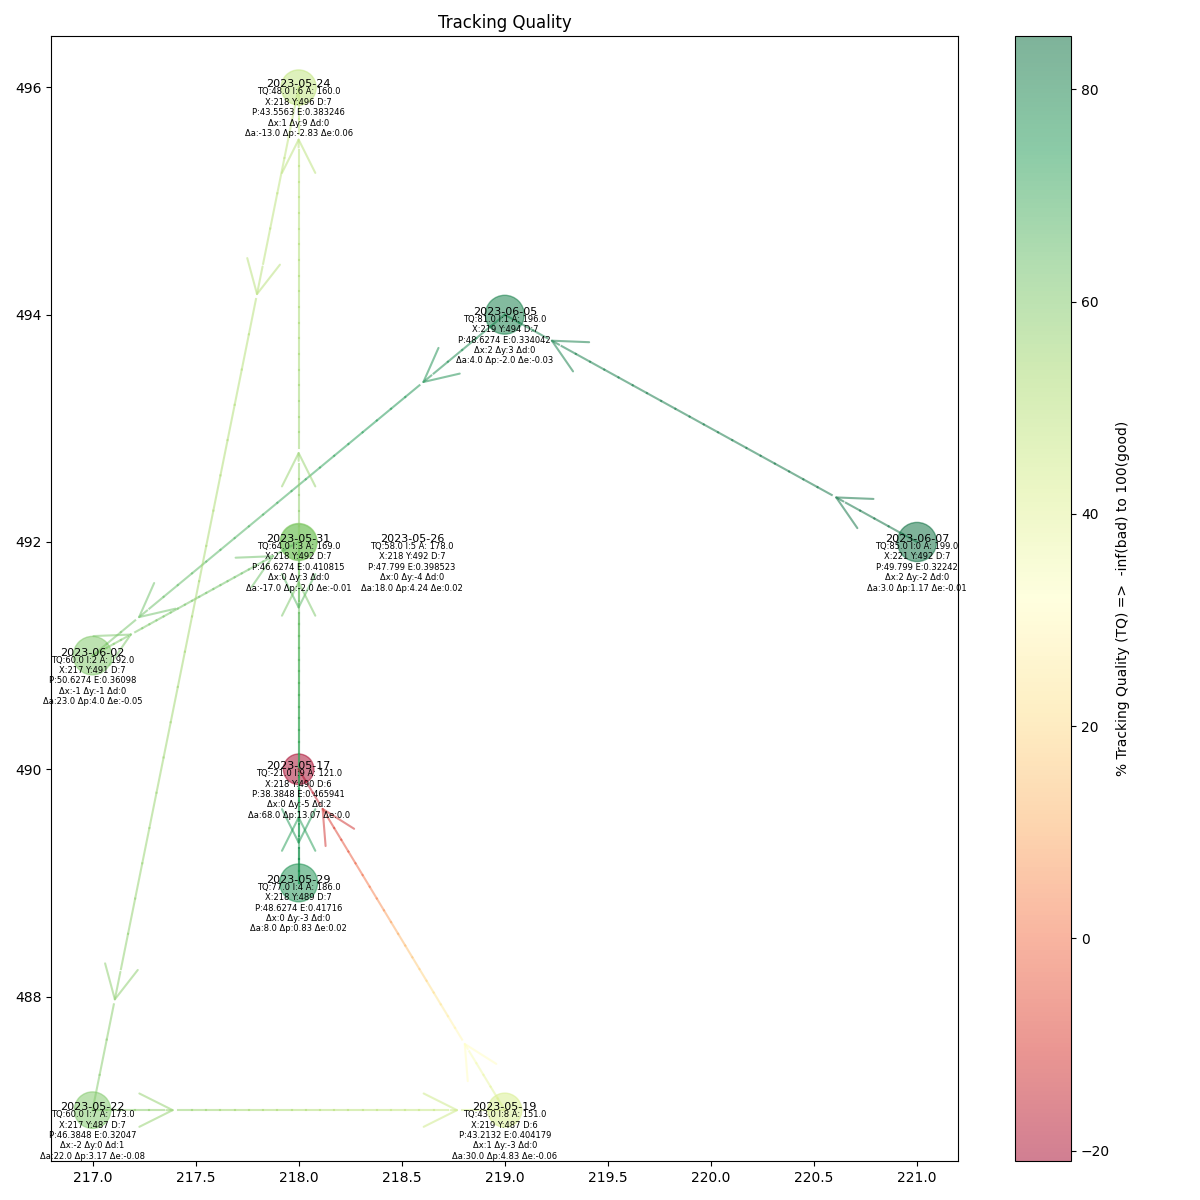 Tracking Quality
496
494
492
490
488
217.0
217.5
218.0
218.5
219.0
219.5
220.0
220.5
221.0
2023-05-24
TQ:48.0 I:6 A: 160.0
X:218 Y:496 D:7
P:43.5563 E:0.383246
Δx:1 Δy:9 Δd:0
Δa:-13.0 Δp:-2.83 Δe:0.06
2023-06-05
TQ:81.0 I:1 A: 196.0
X:219 Y:494 D:7
P:48.6274 E:0.334042
Δx:2 Δy:3 Δd:0
Δa:4.0 Δp:-2.0 Δe:-0.03
2023-05-31
TQ:64.0 I:3 A: 169.0
X:218 Y:492 D:7
P:46.6274 E:0.410815
Δx:0 Δy:3 Δd:0
Δa:-17.0 Δp:-2.0 Δe:-0.01
2023-05-26
TQ:58.0 I:5 A: 178.0
X:218 Y:492 D:7
P:47.799 E:0.398523
Δx:0 Δy:-4 Δd:0
Δa:18.0 Δp:4.24 Δe:0.02
2023-06-07
TQ:85.0 I:0 A: 199.0
X:221 Y:492 D:7
P:49.799 E:0.32242
Δx:2 Δy:-2 Δd:0
Δa:3.0 Δp:1.17 Δe:-0.01
2023-06-02
TQ:60.0 I:2 A: 192.0
X:217 Y:491 D:7
P:50.6274 E:0.36098
Δx:-1 Δy:-1 Δd:0
Δa:23.0 Δp:4.0 Δe:-0.05
2023-05-17
TQ:-21.0 I:9 A: 121.0
X:218 Y:490 D:6
P:38.3848 E:0.465941
Δx:0 Δy:-5 Δd:2
Δa:68.0 Δp:13.07 Δe:0.0
2023-05-29
TQ:77.0 I:4 A: 186.0
X:218 Y:489 D:7
P:48.6274 E:0.41716
Δx:0 Δy:-3 Δd:0
Δa:8.0 Δp:0.83 Δe:0.02
2023-05-22
TQ:60.0 I:7 A: 173.0
X:217 Y:487 D:7
P:46.3848 E:0.32047
Δx:-2 Δy:0 Δd:1
Δa:22.0 Δp:3.17 Δe:-0.08
2023-05-19
TQ:43.0 I:8 A: 151.0
X:219 Y:487 D:6
P:43.2132 E:0.404179
Δx:1 Δy:-3 Δd:0
Δa:30.0 Δp:4.83 Δe:-0.06
80
60
40
20
0
−20
% Tracking Quality (TQ) => -inf(bad) to 100(good)